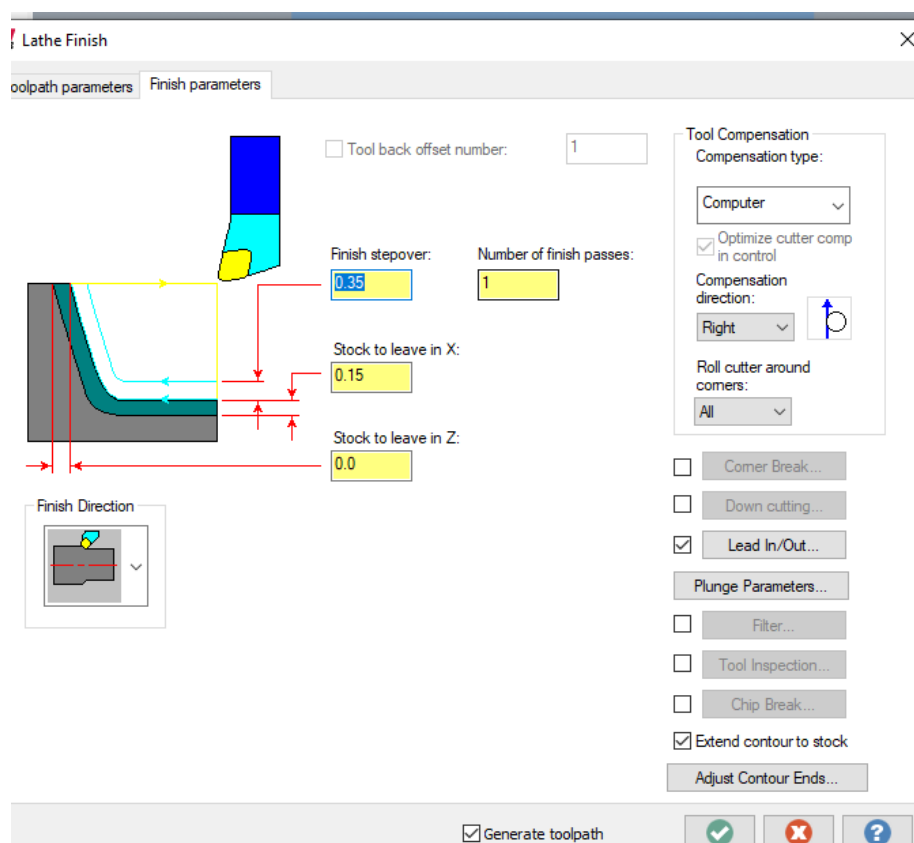 Lathe Finish
oolpath parameters
Finish parameters
Tool back offset number:
1
Finish stepover:
0.35
Number of finish passes:
1
Stock to leave in X:
0.15
Stock to leave in Z:
0.0
Finish Direction
Tool Compensation
Compensation type:
Computer
Optimize cutter comp
in control
Compensation
direction:
Right
Roll cutter around
corners:
All
Corner Break...
Down cutting...
Lead In/Out...
Plunge Parameters...
Filter...
Tool Inspection...
Chip Break...
Extend contour to stock
Adjust Contour Ends...
Generate toolpath
?